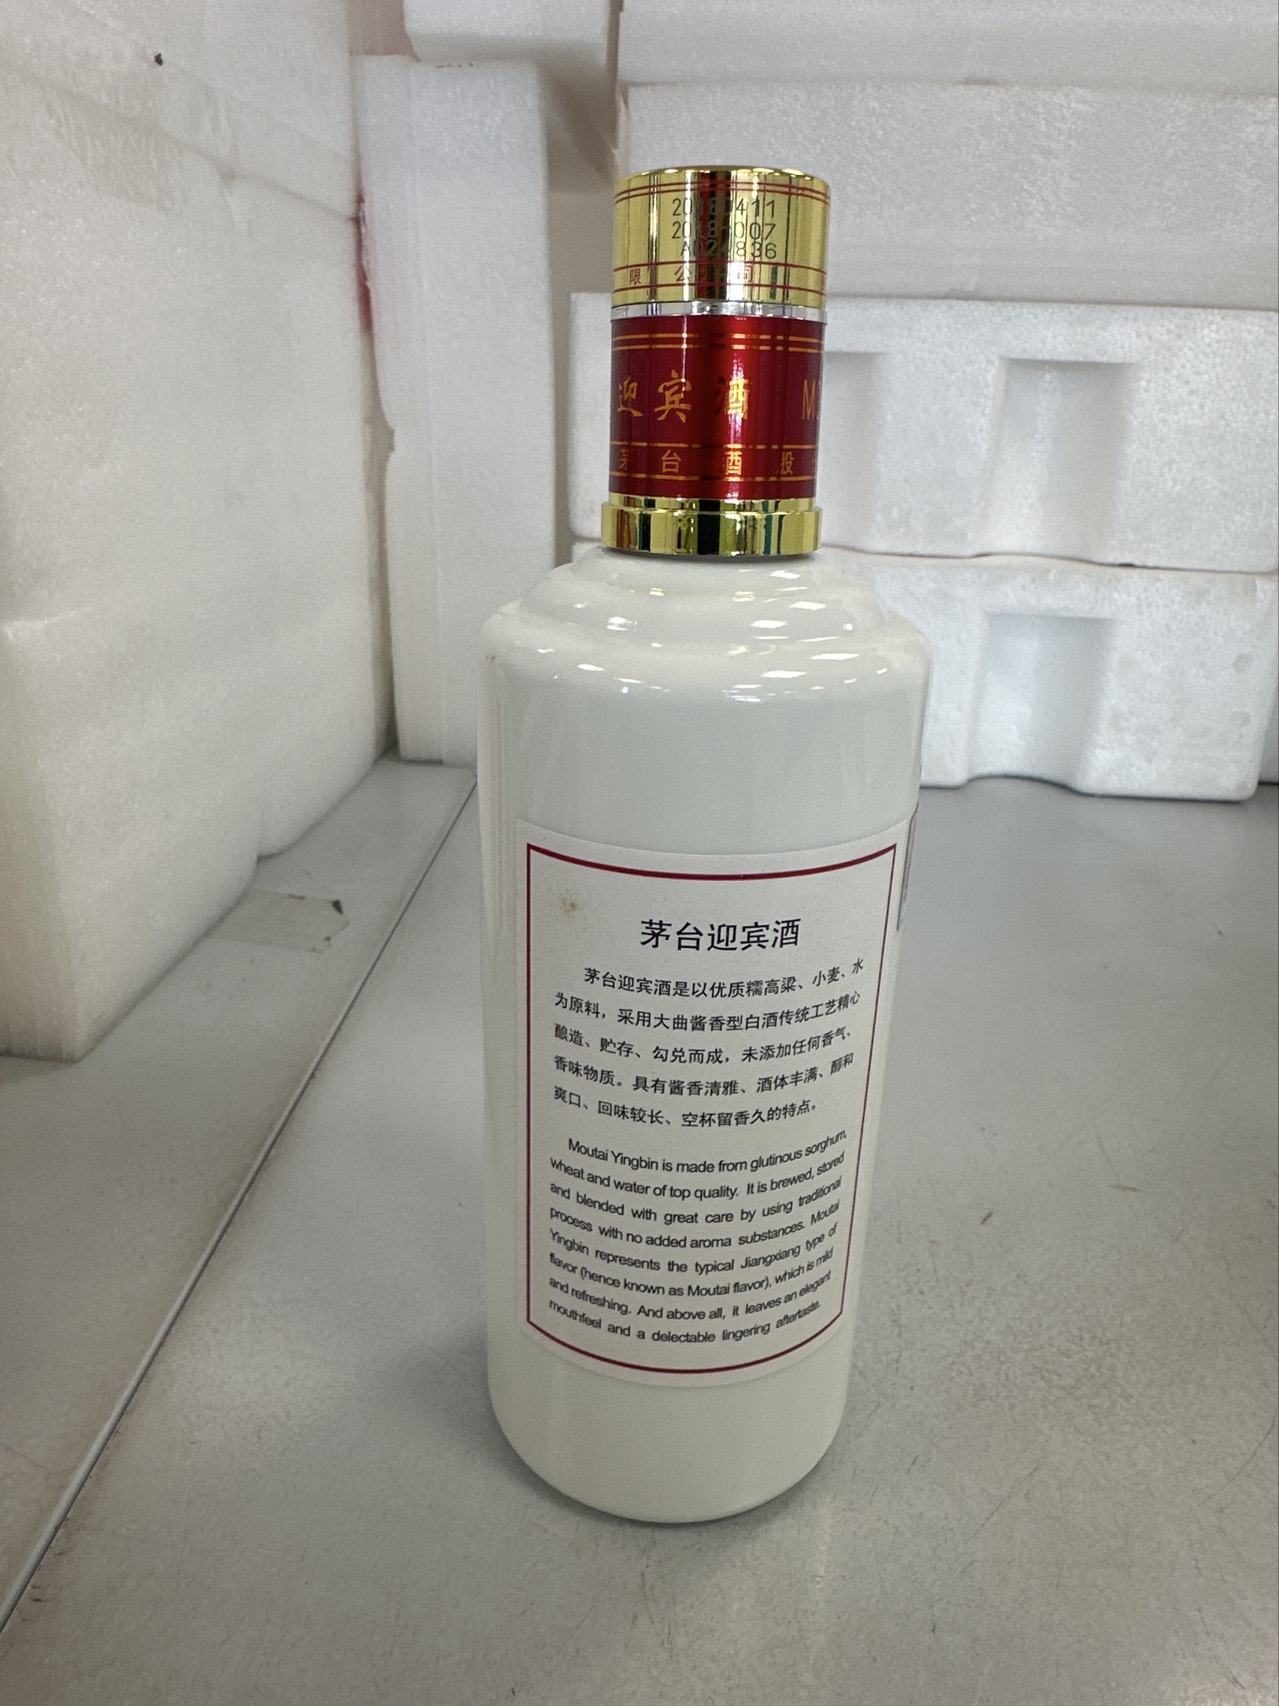 20180411
2018-007
限 公 司
迎宾酒
茅台酒股
茅台迎宾酒
茅台迎宾酒是以优质糯高粱、小麦、水
为原料，采用大曲酱香型白酒传统工艺精心
酿造、贮存、勾兑而成，未添加任何香气、
香味物质。具有酱香清雅、酒体丰满、醇和
爽口、回味较长、空杯留香久的特点。
Moutai Yingbin is made from glutinous sorghum,
wheat and water of top quality. It is brewed, stored
and blended with great care by using traditional
process with no added aroma substances. Moutai
Yingbin represents the typical Jiangxiang type of
flavor (hence known as Moutai flavor), which is mild
and refreshing. And above all, it leaves an elegant
mouthfeel and a delectable lingering aftertaste.